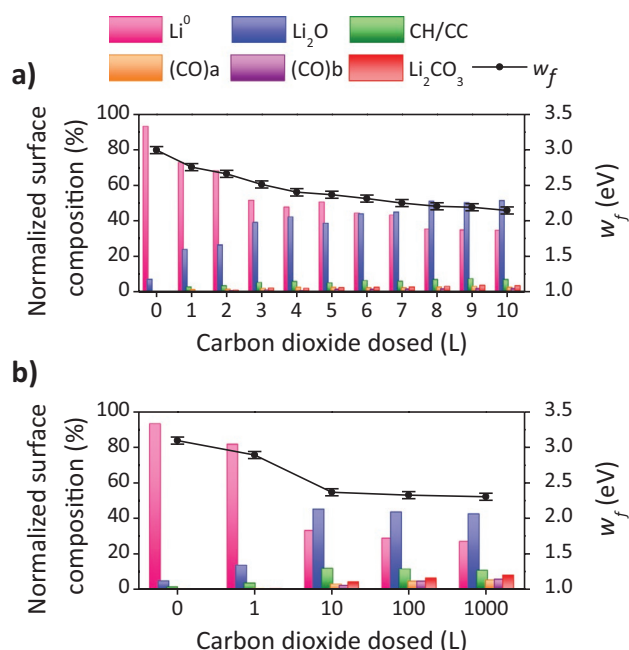 Li⁰ Li₂O CH/CC
(CO)a (CO)b Li₂CO₃ w_f
a)
Normalized surface
composition (%)
100
80
60
40
20
0
3.5
3.0
2.5
2.0
1.5
1.0
w_f (eV)
0 1 2 3 4 5 6 7 8 9 10
Carbon dioxide dosed (L)
b)
Normalized surface
composition (%)
100
80
60
40
20
0
3.5
3.0
2.5
2.0
1.5
1.0
w_f (eV)
0 1 10 100 1000
Carbon dioxide dosed (L)